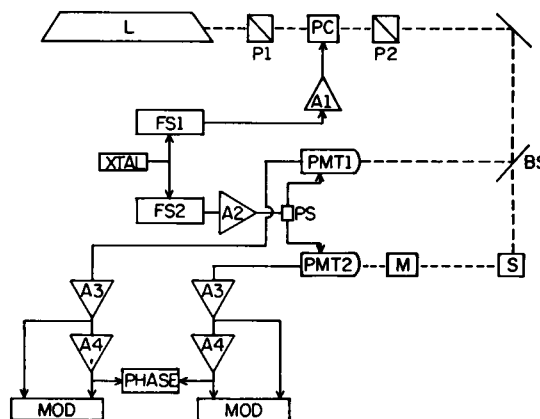 L
P1
PC
P2
A1
FS1
XTAL
PMT1
BS
FS2
A2
PS
PMT2
M
S
A3
A3
A4
A4
PHASE
MOD
MOD